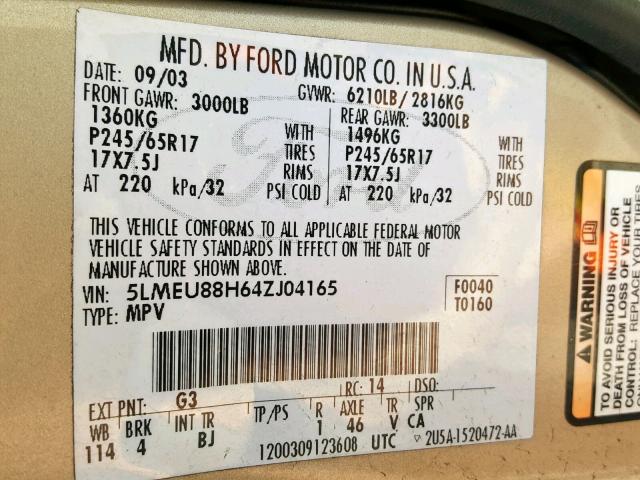 MFD. BY FORD MOTOR CO. IN U.S.A.
DATE: 09/03 GVWR: 6210LB/ 2816KG
FRONT GAWR: 3000LB REAR GAWR: 3300LB
1360KG WITH 1496KG WITH
P245/65R17 TIRES P245/65R17 TIRES
17X7.5J RIMS 17X7.5J RIMS
AT 220 kPa/32 PSI COLD AT 220 kPa/32 PSI COLD
Ford
THIS VEHICLE CONFORMS TO ALL APPLICABLE FEDERAL MOTOR
VEHICLE SAFETY STANDARDS IN EFFECT ON THE DATE OF
MANUFACTURE SHOWN ABOVE.
VIN: 5LMEU88H64ZJ04165 F0040
TYPE: MPV T0160
EXT PNT: G3 RC: 14 DSO:
WB BRK INT TR TP/PS R AXLE TR SPR
114 4 BJ 1 46 V CA
1200309123608 UTC 2U5A-1520472-AA
WARNING
TO AVOID SERIOUS INJURY OR
DEATH FROM LOSS OF VEHICLE
CONTROL: REPLACE YOUR TIRES